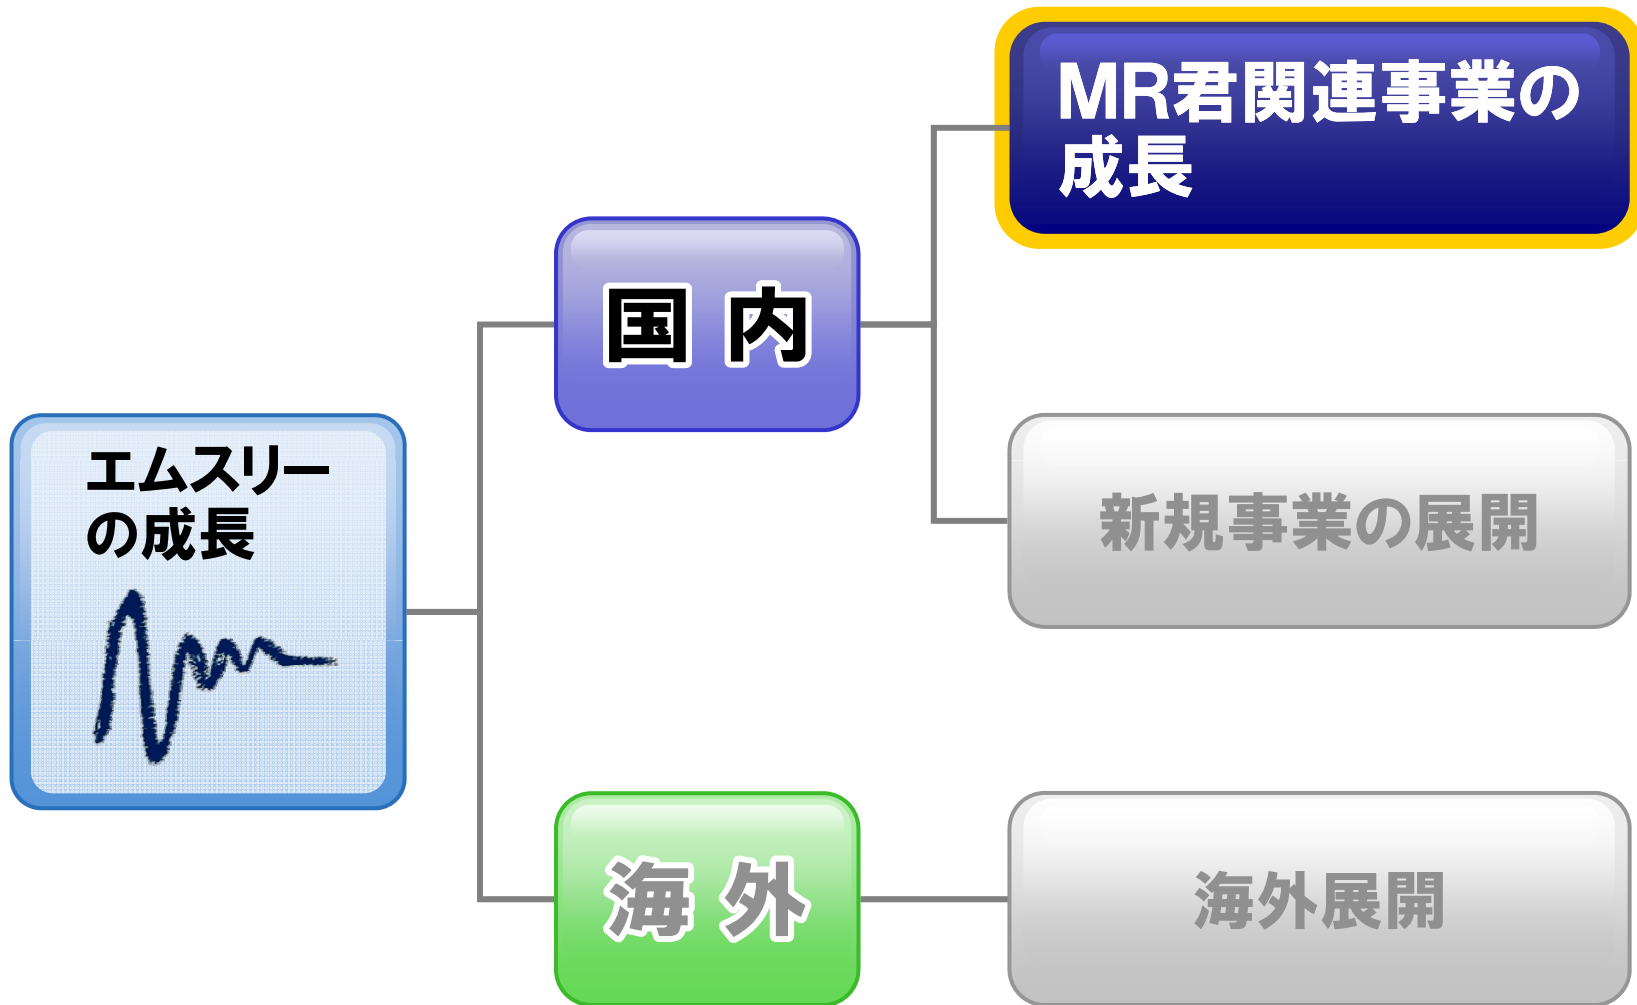 エムスリー
の成長
国内
MR君関連事業の
成長
新規事業の展開
海外
海外展開